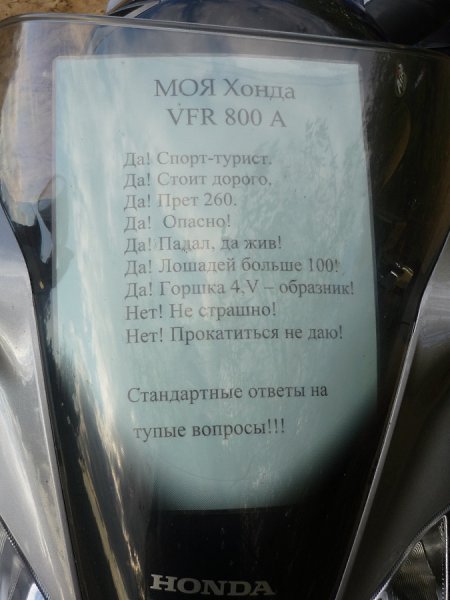 МОЯ Хонда
VFR 800 A
Да! Спорт-турист.
Да! Стоит дорого.
Да! Прет 260.
Да! Опасно!
Да! Падал, да жив!
Да! Лошадей больше 100!
Да! Горшка 4.V – образник!
Нет! Не страшно!
Нет! Прокатиться не даю!
Стандартные ответы на
тупые вопросы!!!
HONDA